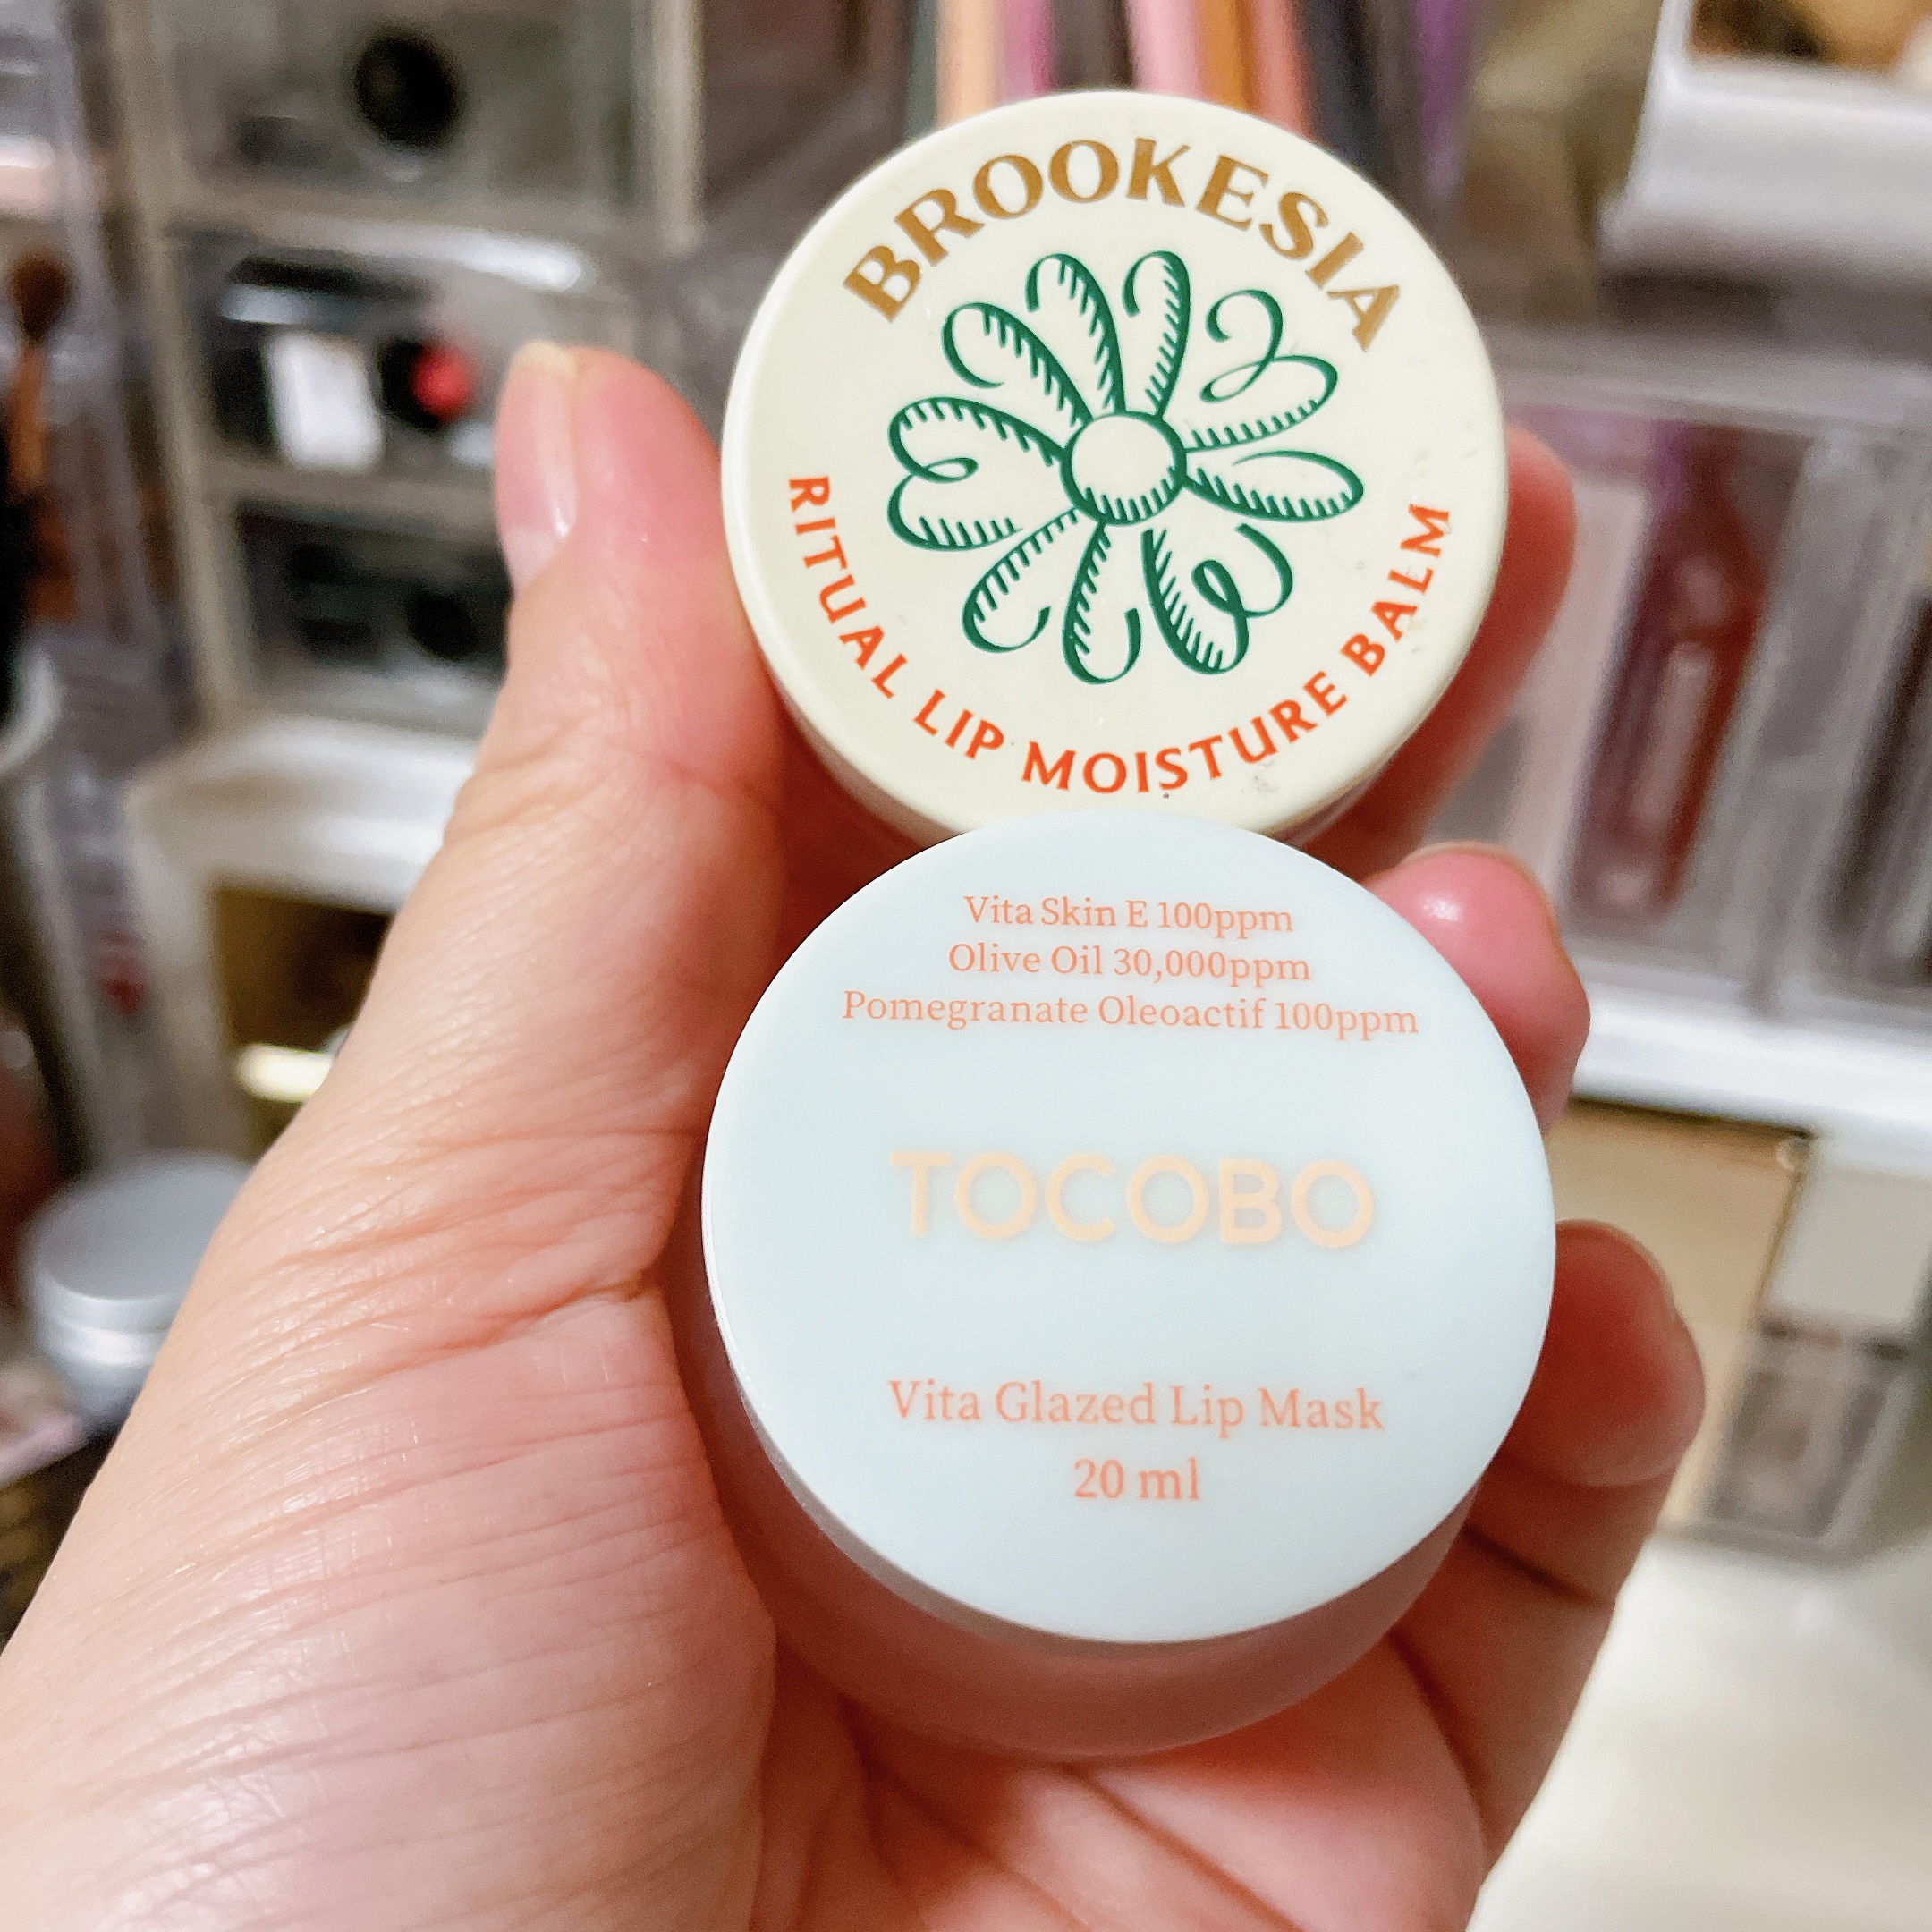 BROOKESIA
RITUAL LIP MOISTURE BALM
Vita Skin E 100ppm
Olive Oil 30,000ppm
Pomegranate Oleoactif 100ppm
TOCOBO
Vita Glazed Lip Mask
20 ml